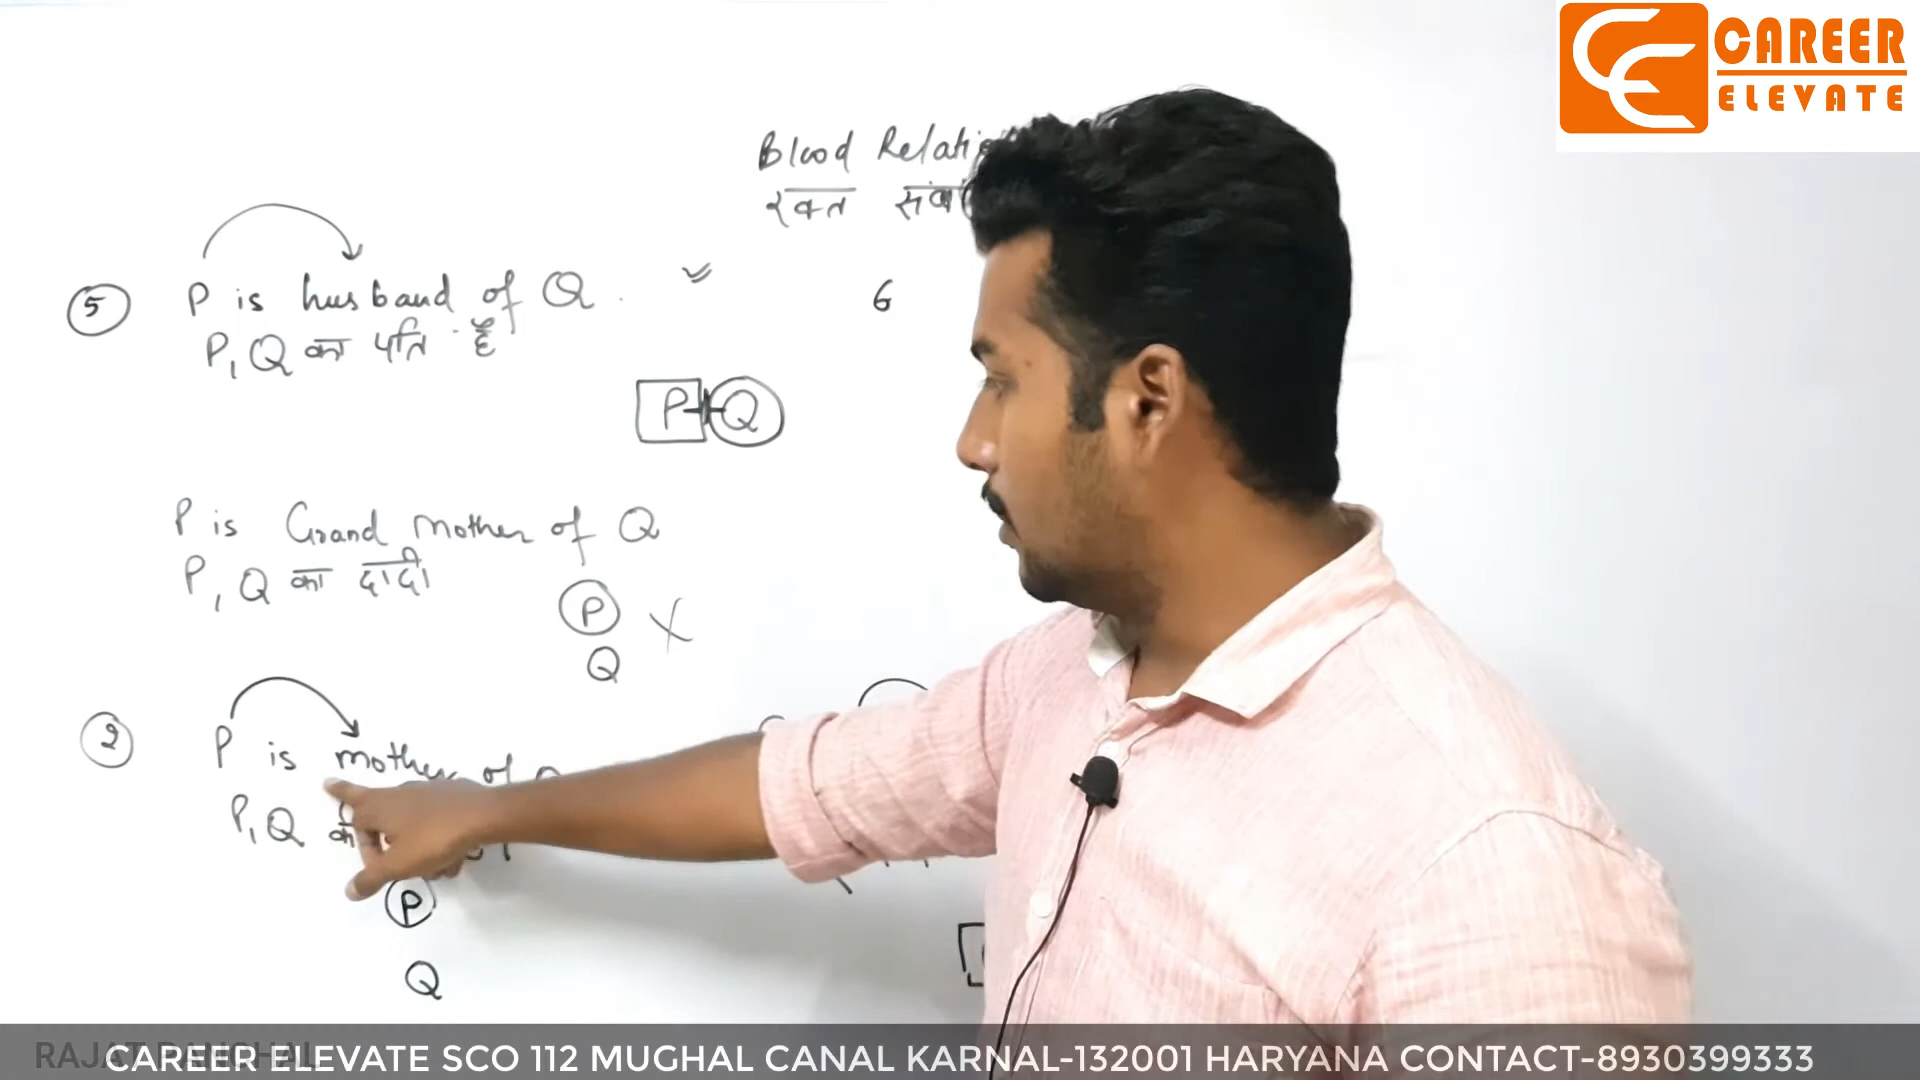 CAREER
ELEVATE
Blood Relati
रक्त संबं
5 P is husband of Q.
P, Q का पति है
6
P Q
P is Grand mother of Q
P, Q का दादी
P X
Q
2 P is mother of
P, Q
P
Q
CAREER ELEVATE SCO 112 MUGHAL CANAL KARNAL-132001 HARYANA CONTACT-8930399333